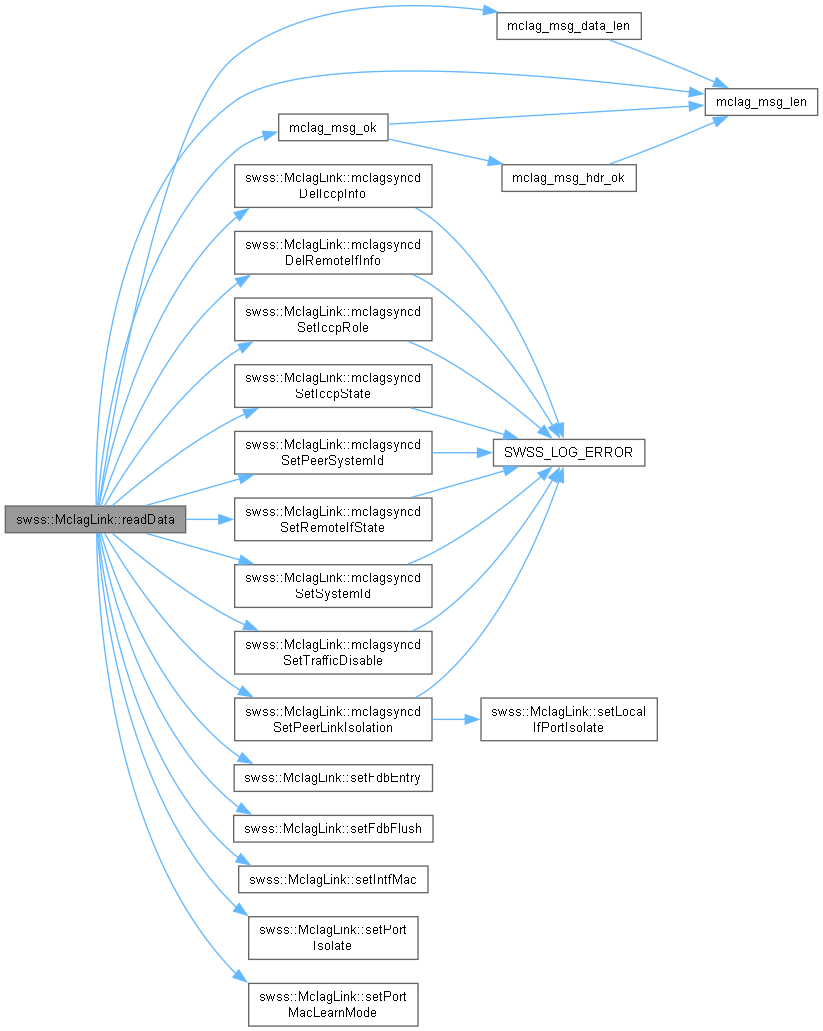 mclag_msg_data_len
mclag_msg_len
mclag_msg_ok
mclag_msg_hdr_ok
swss::MclagLink::mclagsyncd
DelIccpInfo
swss::MclagLink::mclagsyncd
DelRemoteIfInfo
swss::MclagLink::mclagsyncd
SetIccpRole
swss::MclagLink::mclagsyncd
SetIccpState
swss::MclagLink::mclagsyncd
SetPeerSystemId
SWSS_LOG_ERROR
swss::MclagLink::readData
swss::MclagLink::mclagsyncd
SetRemoteIfState
swss::MclagLink::mclagsyncd
SetSystemId
swss::MclagLink::mclagsyncd
SetTrafficDisable
swss::MclagLink::mclagsyncd
SetPeerLinkIsolation
swss::MclagLink::setLocal
IfPortIsolate
swss::MclagLink::setFdbEntry
swss::MclagLink::setFdbFlush
swss::MclagLink::setIntfMac
swss::MclagLink::setPort
Isolate
swss::MclagLink::setPort
MacLearnMode